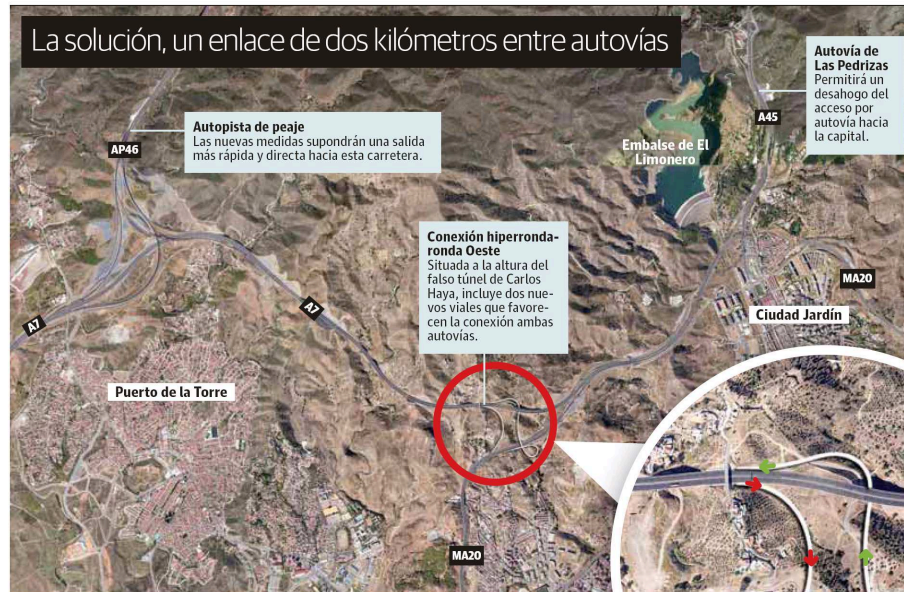 La solución, un enlace de dos kilómetros entre autovías
Autopista de peaje
Las nuevas medidas supondrán una salida
más rápida y directa hacia esta carretera.
AP46
Autovía de
Las Pedrizas
Permitirá un
desahogo del
acceso por
autovía hacia
la capital.
A45
Embalse de El
Limonero
Conexión hiperronda-
ronda Oeste
Situada a la altura del
falso túnel de Carlos
Haya, incluye dos nue-
vos viales que favore-
cen la conexión ambas
autovías.
MA20
Ciudad Jardín
A7
A7
Puerto de la Torre
MA20